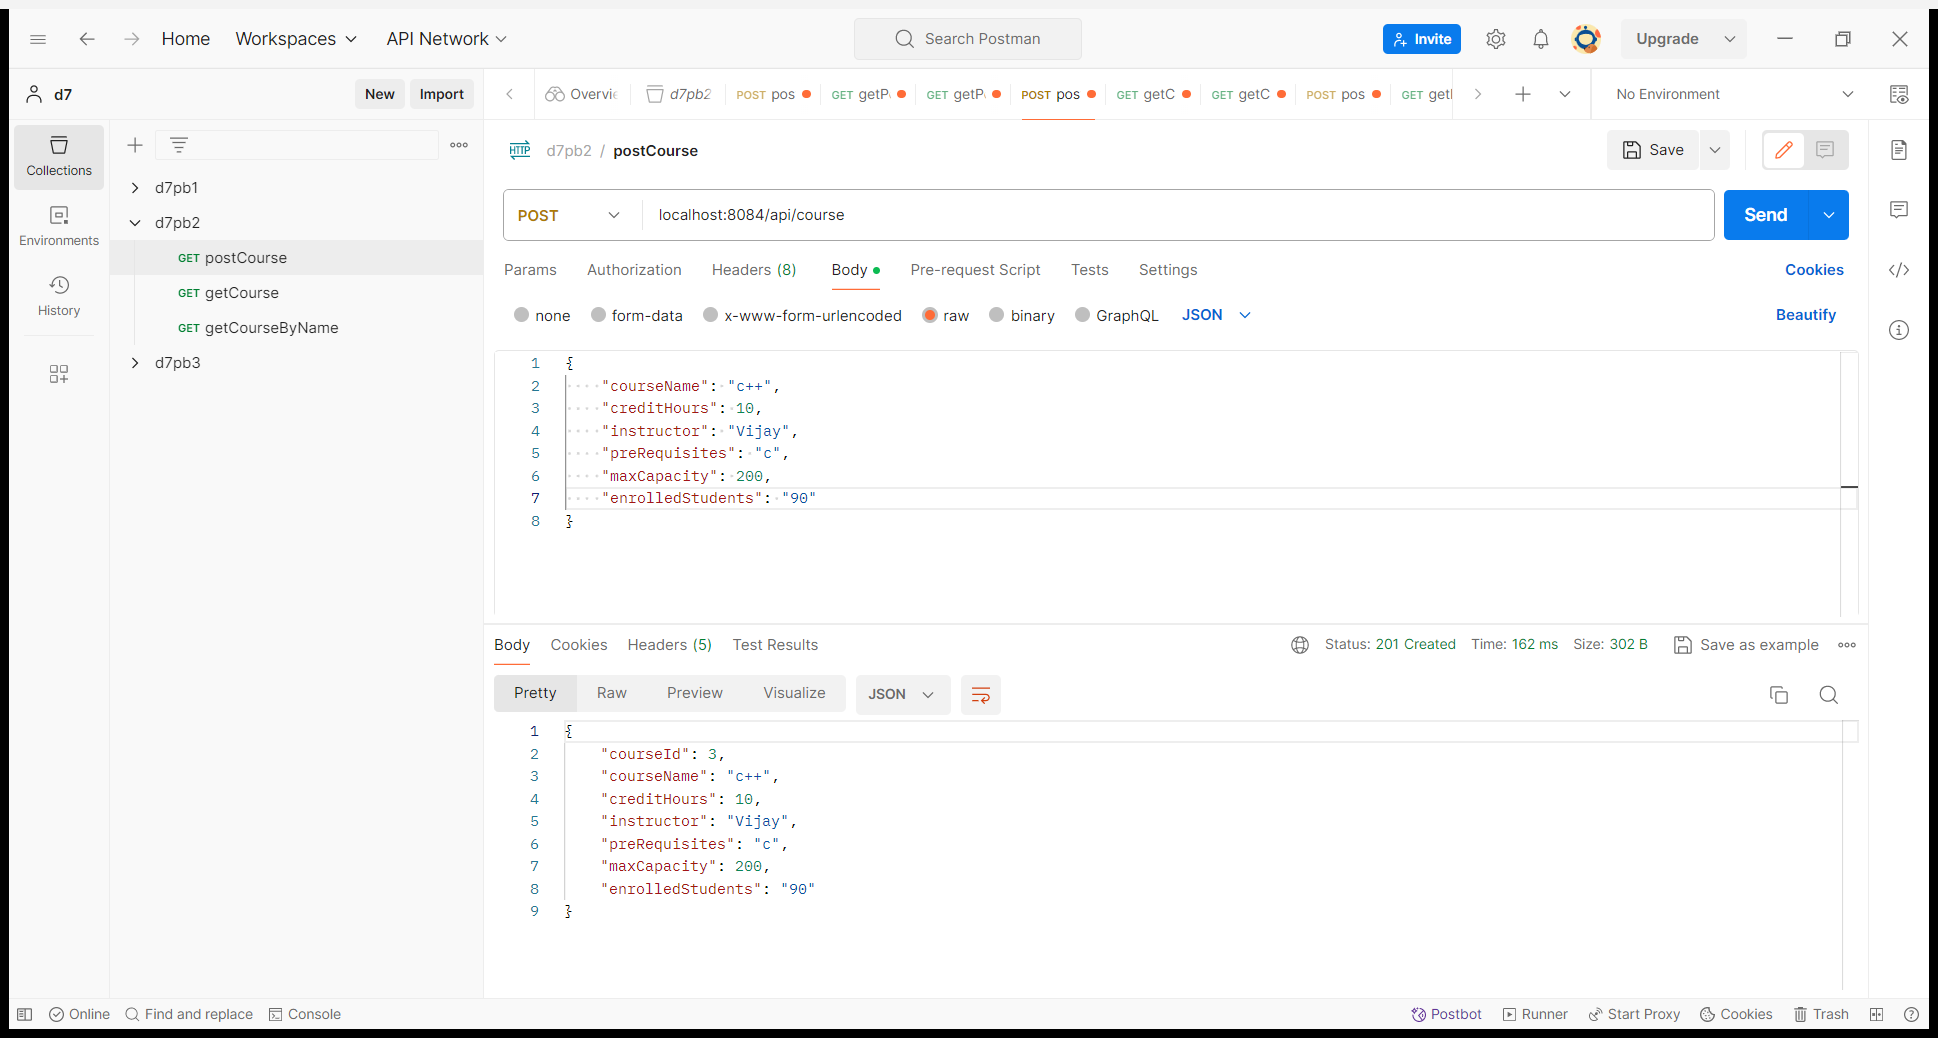 Home Workspaces API Network Search Postman Invite Upgrade
d7 New Import Overvie d7pb2 POST pos GET getP GET getP POST pos GET getC GET getC POST pos GET getl No Environment
Collections
Environments
History
d7pb1
d7pb2
GET postCourse
GET getCourse
GET getCourseByName
d7pb3
HTTP d7pb2 / postCourse Save
POST localhost:8084/api/course Send
Params Authorization Headers (8) Body Pre-request Script Tests Settings Cookies
none form-data x-www-form-urlencoded raw binary GraphQL JSON Beautify
1 {
2 "courseName": "c++",
3 "creditHours": 10,
4 "instructor": "Vijay",
5 "preRequisites": "c",
6 "maxCapacity": 200,
7 "enrolledStudents": "90"
8 }
Body Cookies Headers (5) Test Results Status: 201 Created Time: 162 ms Size: 302 B Save as example
Pretty Raw Preview Visualize JSON
1 {
2 "courseId": 3,
3 "courseName": "c++",
4 "creditHours": 10,
5 "instructor": "Vijay",
6 "preRequisites": "c",
7 "maxCapacity": 200,
8 "enrolledStudents": "90"
9 }
Online Find and replace Console Postbot Runner Start Proxy Cookies Trash